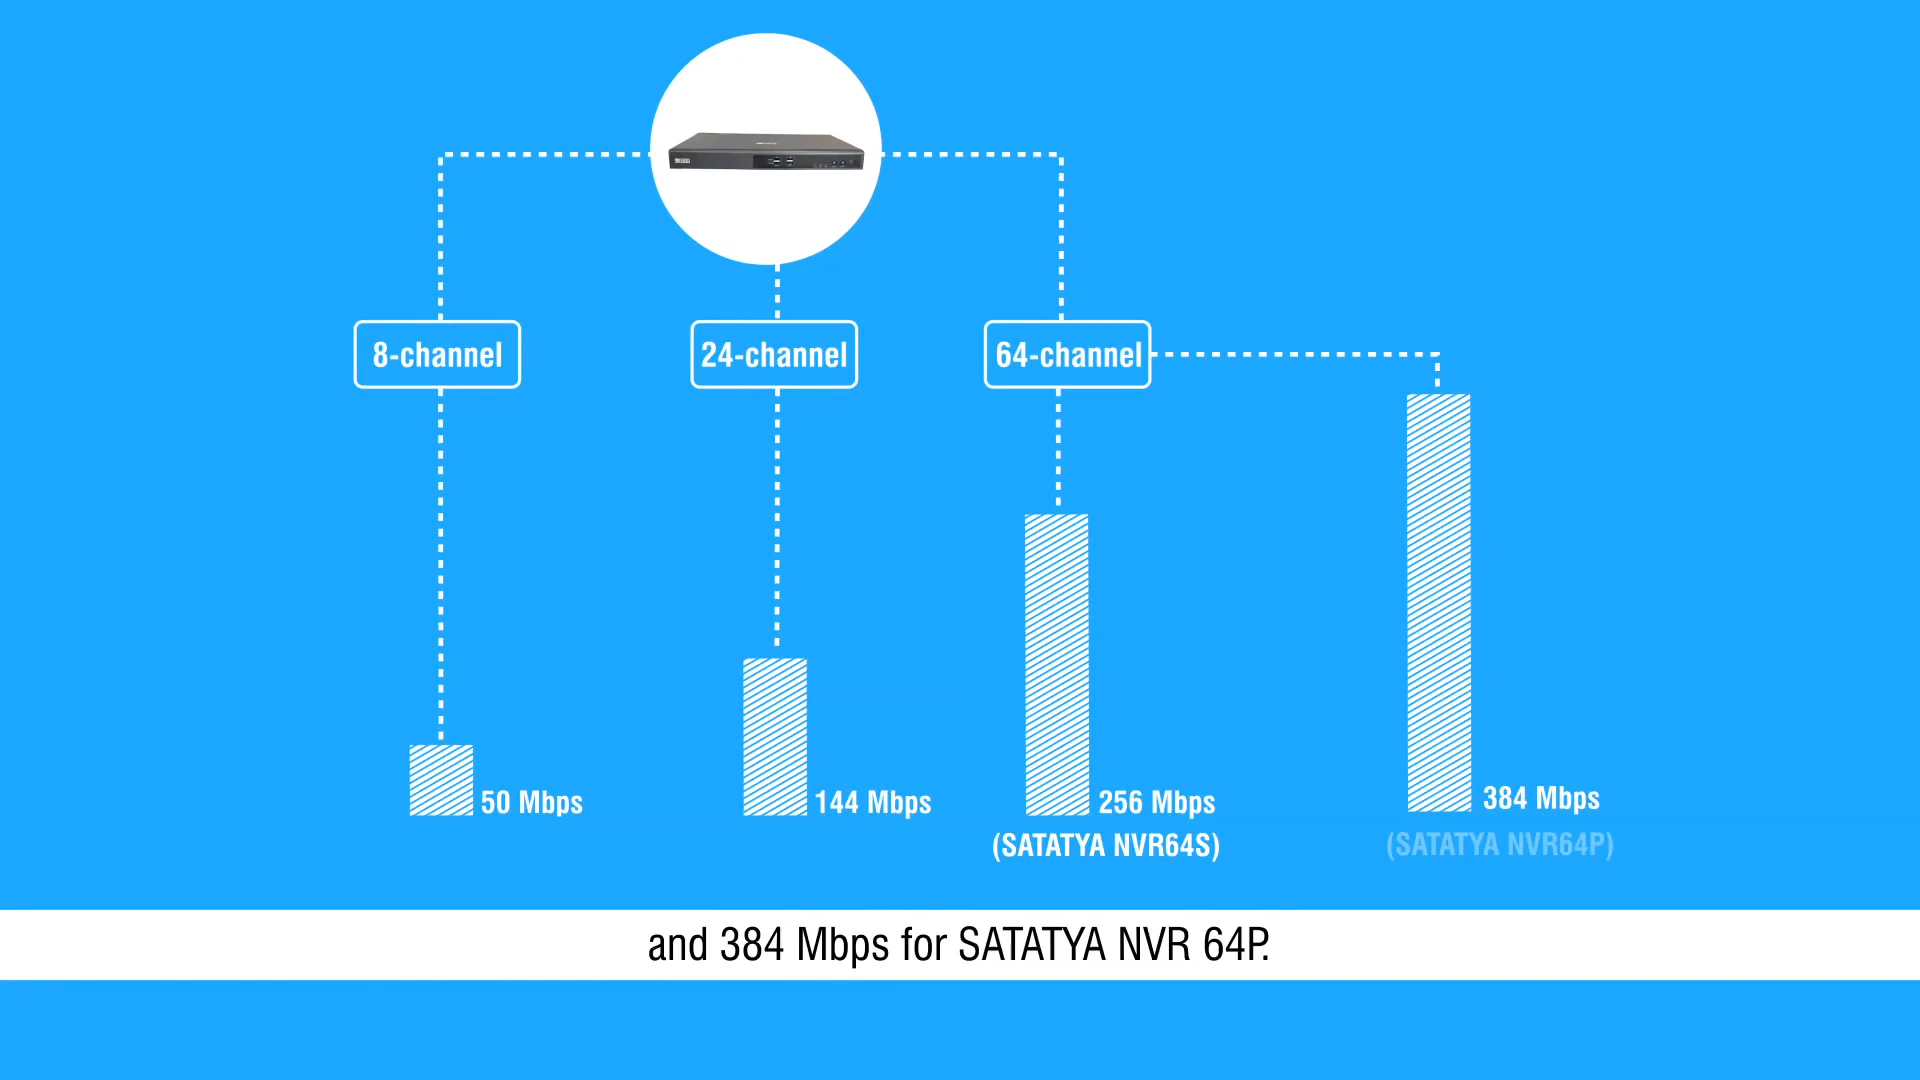 8-channel
24-channel
64-channel
50 Mbps
144 Mbps
256 Mbps
384 Mbps
(SATATYA NVR64S)
(SATATYA NVR64P)
and 384 Mbps for SATATYA NVR 64P.